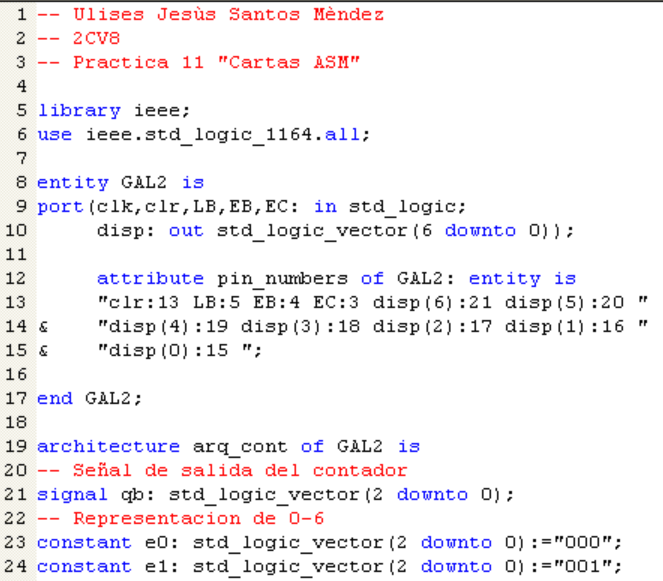 1 -- Ulises Jesùs Santos Mèndez
2 -- 2CV8
3 -- Practica 11 "Cartas ASM"
4
5 library ieee;
6 use ieee.std_logic_1164.all;
7
8 entity GAL2 is
9 port(clk,clr,LB,EB,EC: in std_logic;
10 disp: out std_logic_vector(6 downto 0));
11
12 attribute pin_numbers of GAL2: entity is
13 "clr:13 LB:5 EB:4 EC:3 disp(6):21 disp(5):20 "
14 & "disp(4):19 disp(3):18 disp(2):17 disp(1):16 "
15 & "disp(0):15 ";
16
17 end GAL2;
18
19 architecture arq_cont of GAL2 is
20 -- Señal de salida del contador
21 signal qb: std_logic_vector(2 downto 0);
22 -- Representacion de 0-6
23 constant e0: std_logic_vector(2 downto 0):="000";
24 constant e1: std_logic_vector(2 downto 0):="001";